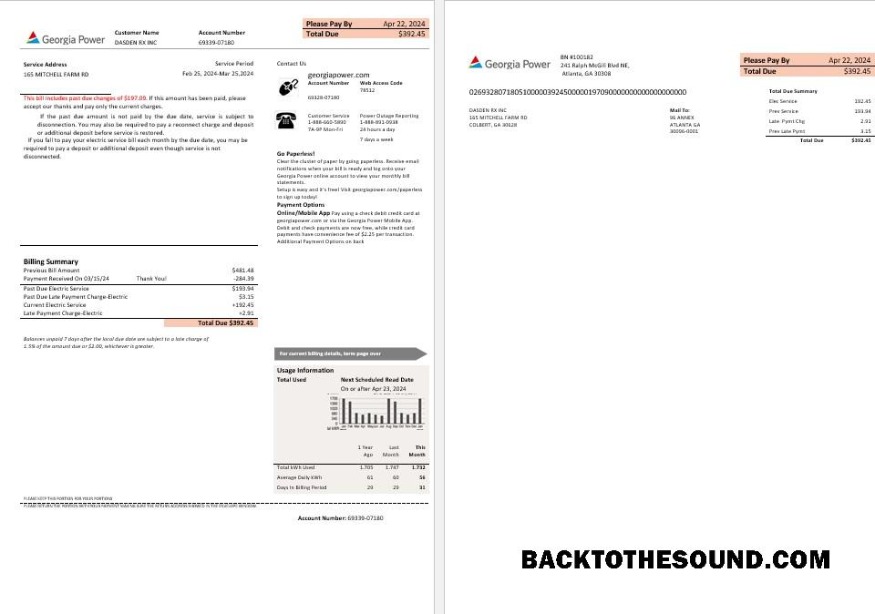 Georgia Power
Customer Name
DASDEN RX INC
Account Number
69339-07180
Please Pay By Apr 22, 2024
Total Due $392.45
Service Address
165 MITCHELL FARM RD
Service Period
Feb 25, 2024-Mar 25,2024
This bill includes past due charges of $197.09. If this amount has been paid, please
accept our thanks and pay only the current charges.
If the past due amount is not paid by the due date, service is subject to
disconnection. You may also be required to pay a reconnect charge and deposit
or additional deposit before service is restored.
If you fail to pay your electric service bill each month by the due date, you may be
required to pay a deposit or additional deposit even though service is not
disconnected.
Billing Summary
Previous Bill Amount $481.48
Payment Received On 03/15/24 Thank You! -284.39
Past Due Electric Service $193.94
Past Due Late Payment Charge-Electric $3.15
Current Electric Service +192.45
Late Payment Charge-Electric +2.91
Total Due $392.45
Balances unpaid 7 days after the
due date are subject to a late charge of
1.5% of the amount due or $2.00, whichever is greater.
Contact Us
georgiapower.com
Account Number Web Access Code
78512
69329-07180
Customer Service Power Outage Reporting
1-888-660-5890 1-888-891-0938
7A-9P Mon-Fri 24 hours a day
7 days a week
Go Paperless!
Clear the cluster of paper by going paperless. Receive email
notifications when your bill is ready and log onto your
Georgia Power online account to view your monthly bill
statements.
Setup is easy and it's free! Visit georgiapower.com/paperless
to sign up today!
Payment Options
Online/Mobile App Pay using a check debit credit card at
georgiapower.com or via the Georgia Power Mobile App.
Debit and check payments are now free, while credit card
payments have convenience fee of $2.25 per transaction.
Additional Payment Options on back
For current billing details, turn page over
Usage Information
Total Used
Next Scheduled Read Date
On or after Apr 23, 2024
1 Year Ago Last Month This Month
Total kWh Used 1.705 1.747 1.732
Average Daily kWh 61 60 56
Days In Billing Period 29 29 31
Account Number: 69339-07180
Georgia Power
BN #100182
241 Ralph McGill Blvd NE,
Atlanta, GA 30308
Please Pay By Apr 22, 2024
Total Due $392.45
DASDEN RX INC
165 MITCHELL FARM RD
COLBERT, GA 30628
Mail To:
96 ANNEX
ATLANTA GA
30096-0001
Total Due Summary
Elec Service 192.45
Prev Service 193.94
Late Pymt Chg 2.91
Prev Late Pymt 3.15
Total Due $392.45
BACKTOTHESOUND.COM